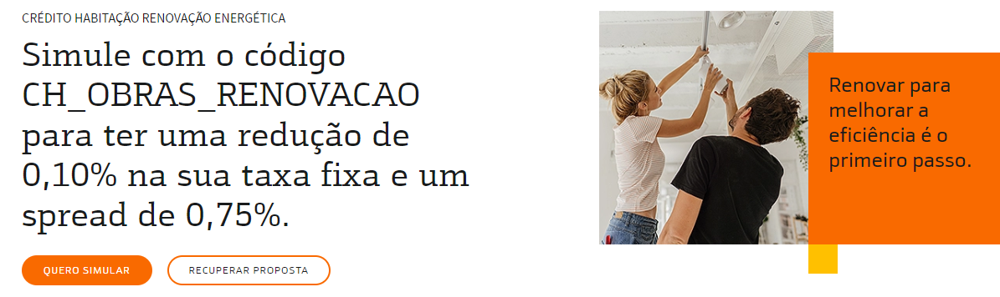 CRÉDITO HABITAÇÃO RENOVAÇÃO ENERGÉTICA
Simule com o código
CH_OBRAS_RENOVACAO
para ter uma redução de
0,10% na sua taxa fixa e um
spread de 0,75%.
QUERO SIMULAR
RECUPERAR PROPOSTA
Renovar para
melhorar a
eficiência é o
primeiro passo.